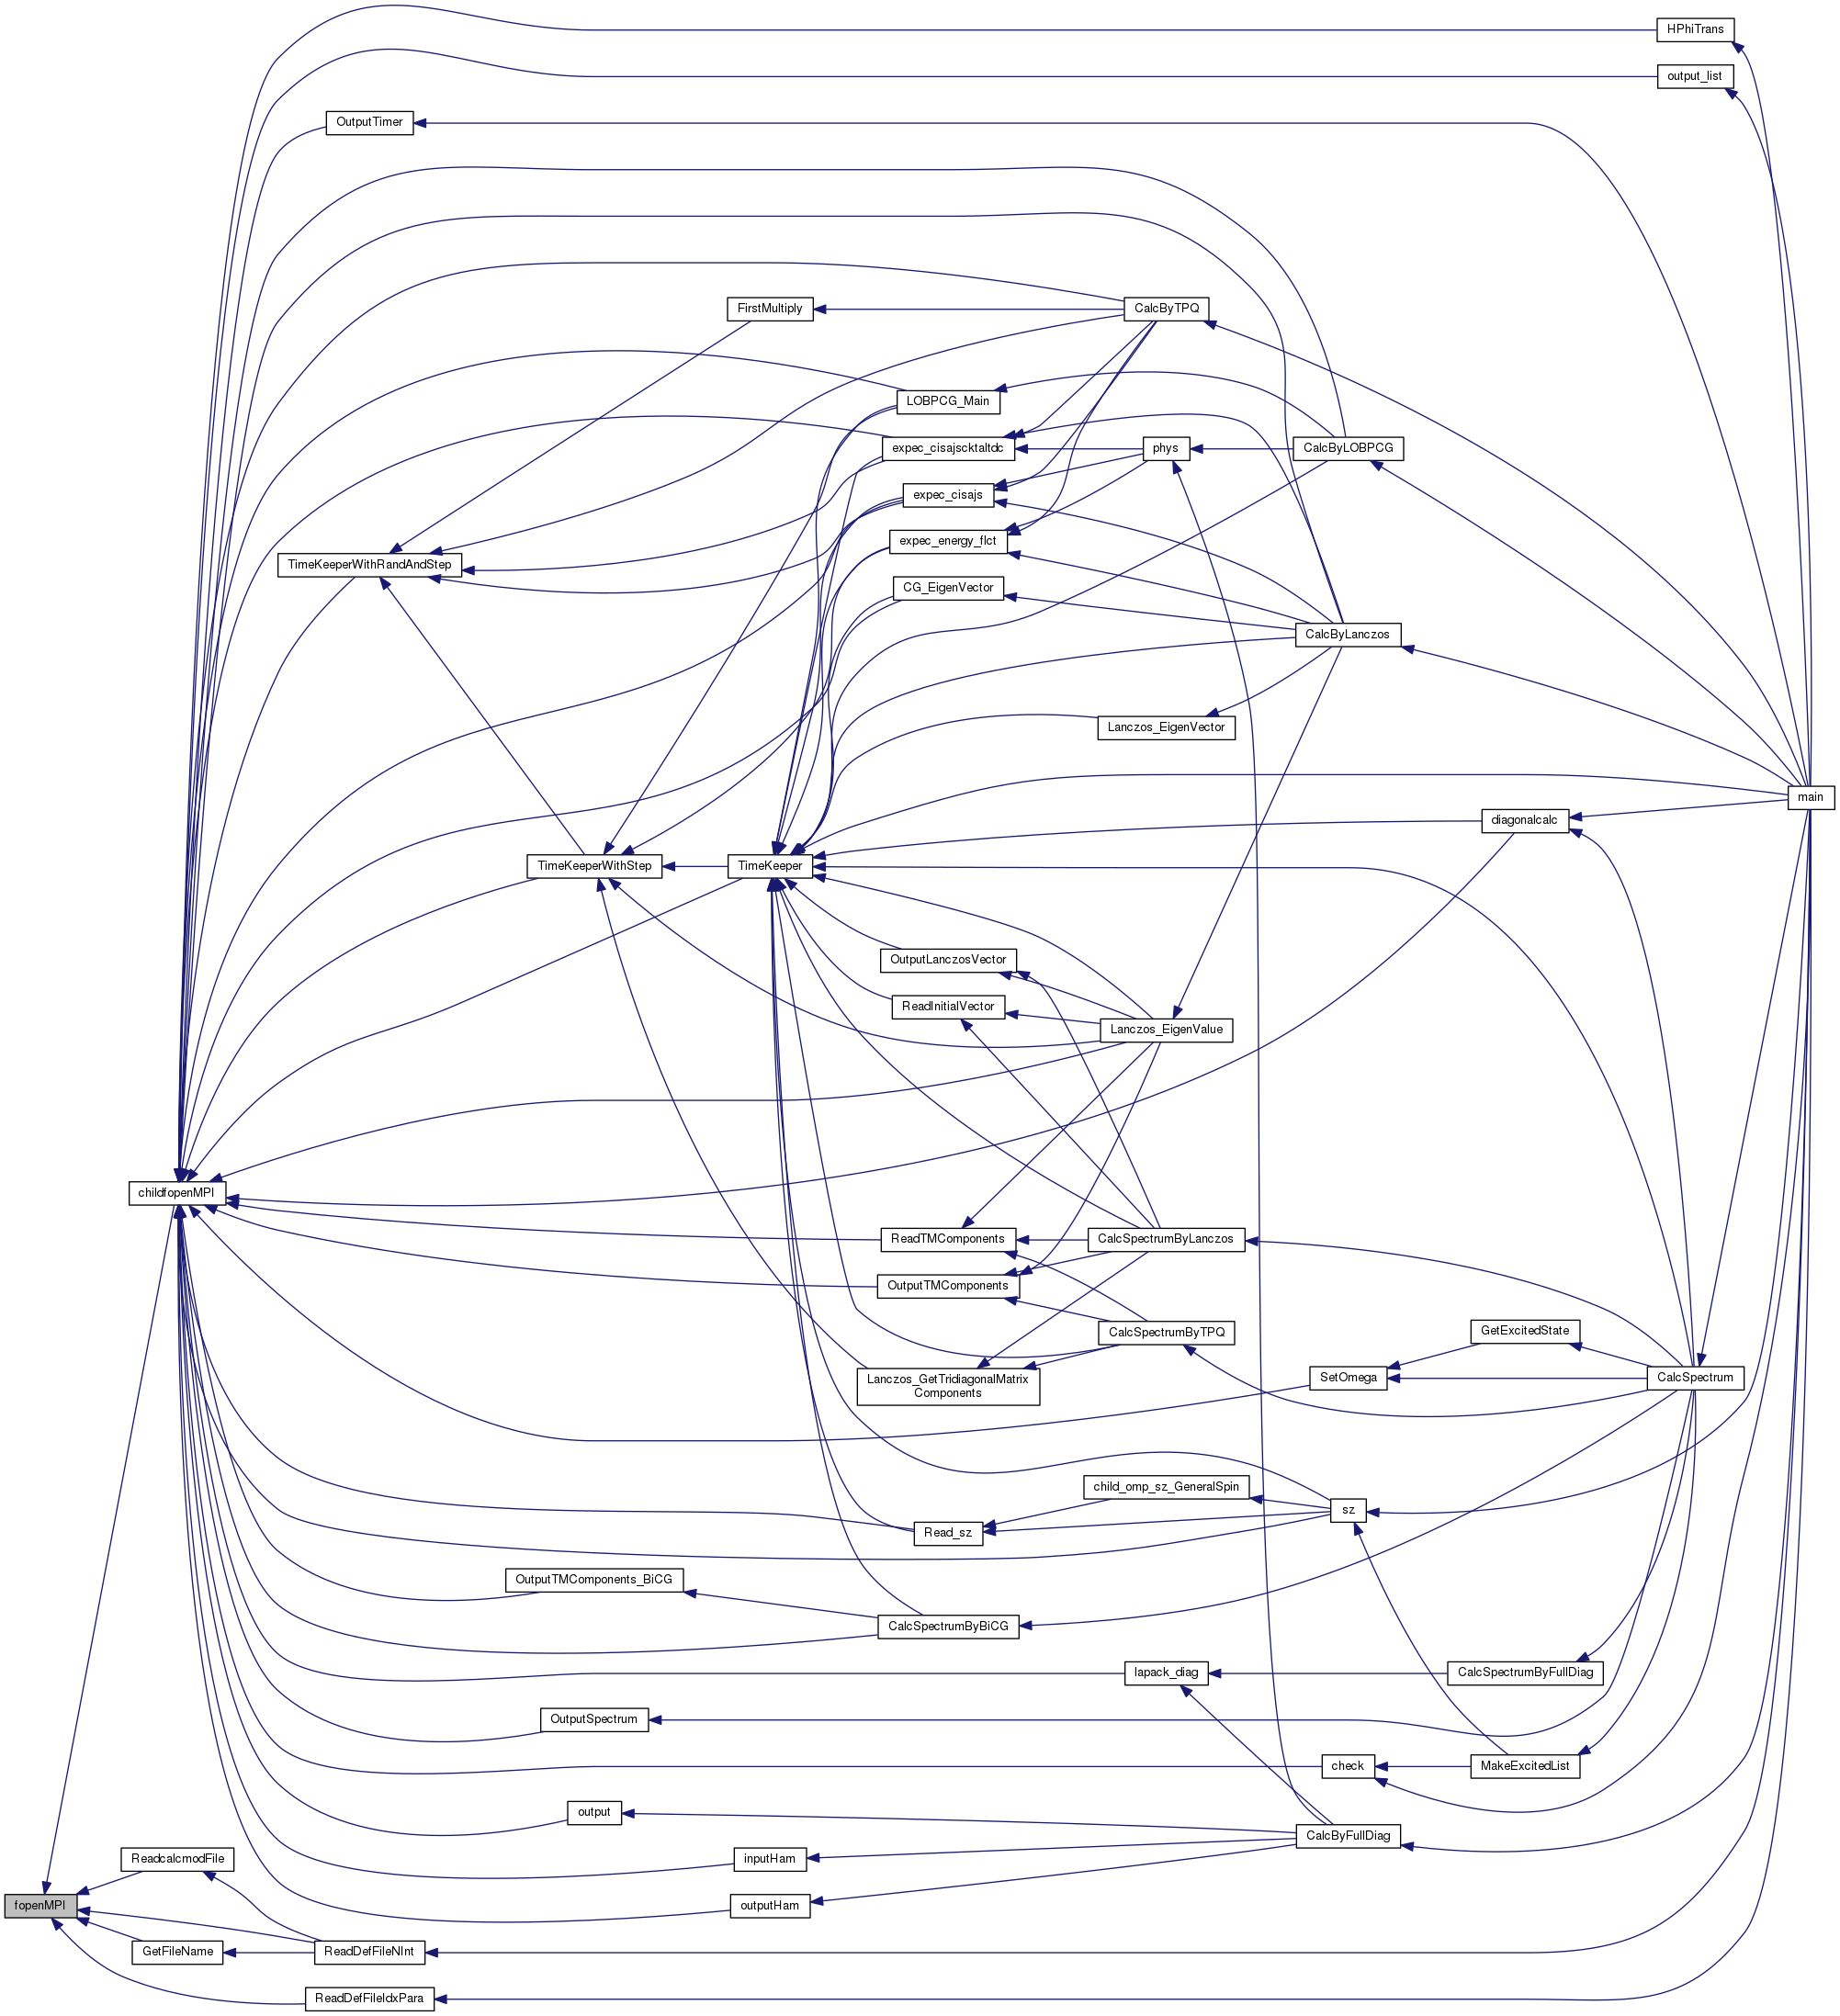 HPhiTrans
output_list
OutputTimer
FirstMultiply
CalcByTPQ
LOBPCG_Main
expec_cisajscktaltdc
phys
CalcByLOBPCG
expec_cisajs
expec_energy_flct
TimeKeeperWithRandAndStep
CG_EigenVector
CalcByLanczos
Lanczos_EigenVector
main
diagonalcalc
TimeKeeperWithStep
TimeKeeper
OutputLanczosVector
ReadInitialVector
Lanczos_EigenValue
childfopenMPI
ReadTMComponents
CalcSpectrumByLanczos
OutputTMComponents
CalcSpectrumByTPQ
GetExcitedState
Lanczos_GetTridiagonalMatrix
Components
SetOmega
CalcSpectrum
child_omp_sz_GeneralSpin
sz
Read_sz
OutputTMComponents_BiCG
CalcSpectrumByBiCG
lapack_diag
CalcSpectrumByFullDiag
OutputSpectrum
check
MakeExcitedList
output
CalcByFullDiag
ReadcalcmodFile
inputHam
fopenMPI
outputHam
GetFileName
ReadDefFileNInt
ReadDefFileIdxPara